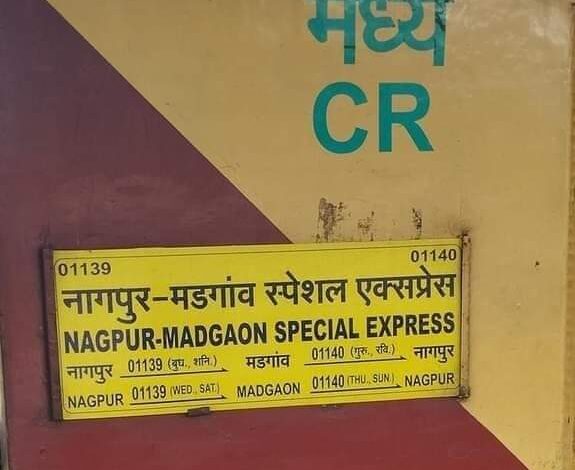 मध्य
CR
01139 01140
नागपुर-मडगांव स्पेशल एक्सप्रेस
NAGPUR-MADGAON SPECIAL EXPRESS
नागपुर 01139 (बुध., शनि.) मडगांव 01140 (गुरु., रवि.) नागपुर
NAGPUR 01139 (WED., SAT.) MADGAON 01140 (THU., SUN.) NAGPUR